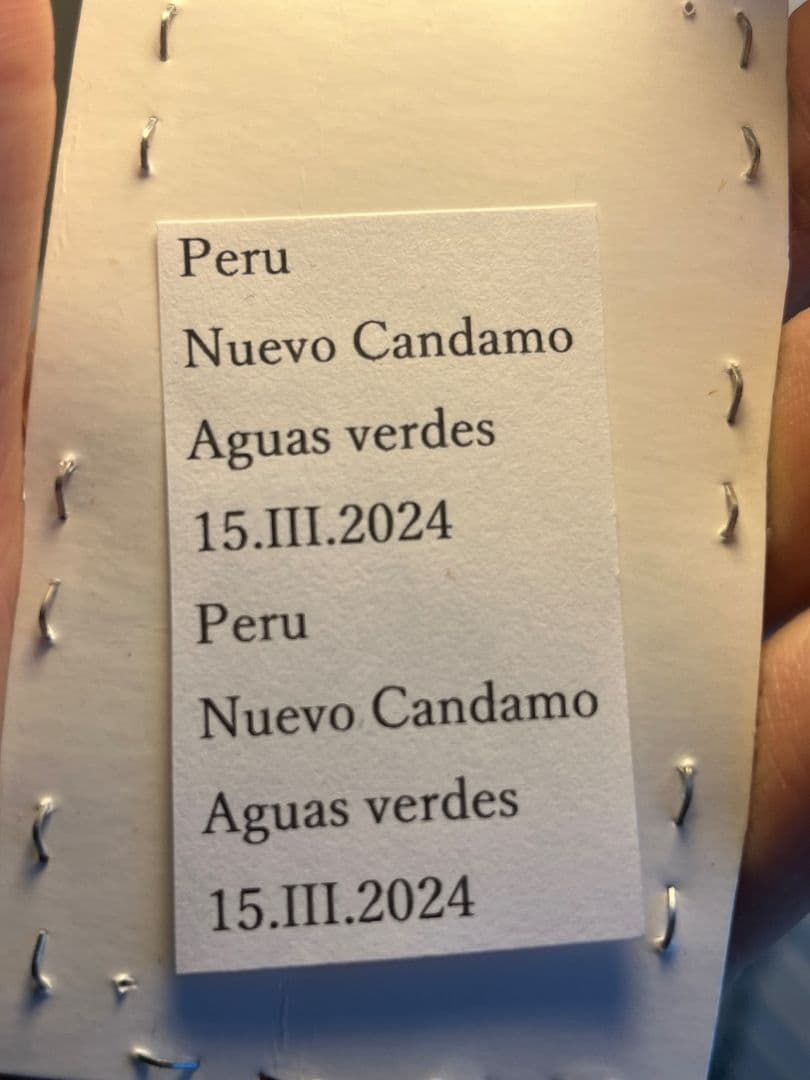 Peru
Nuevo Candamo
Aguas verdes
15.III.2024
Peru
Nuevo Candamo
Aguas verdes
15.III.2024